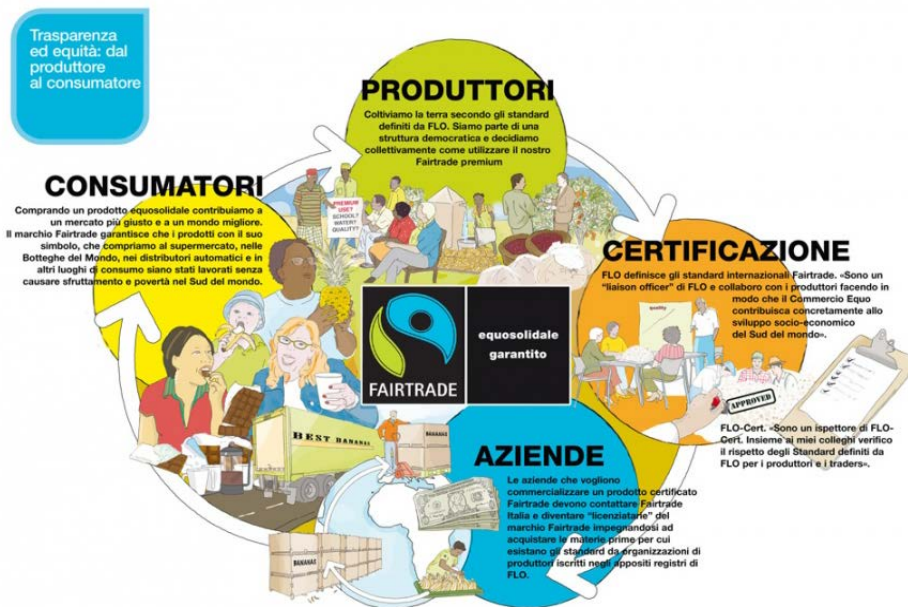 Trasparenza
ed equità: dal
produttore
al consumatore
PRODUTTORI
Coltiviamo la terra secondo gli standard
definiti da FLO. Siamo parte di una
struttura democratica e decidiamo
collettivamente come utilizzare il nostro
Fairtrade premium
PREMIUM
USE?
SCHOOL?
WATER?
QUALITY?
CONSUMATORI
Comprando un prodotto equosolidale contribuiamo a
un mercato più giusto e a un mondo migliore.
Il marchio Fairtrade garantisce che i prodotti con il suo
simbolo, che compriamo al supermercato, nelle
Botteghe del Mondo, nei distributori automatici e in
altri luoghi di consumo siano stati lavorati senza
causare sfruttamento e povertà nel Sud del mondo.
CERTIFICAZIONE
FLO definisce gli standard internazionali Fairtrade. «Sono un
"liaison officer" di FLO e collaboro con i produttori facendo in
modo che il Commercio Equo
contribuisca concretamente allo
sviluppo socio-economico
del Sud del mondo».
Quality
APPROVED
FLO-Cert. «Sono un ispettore di FLO-
Cert. Insieme ai miei colleghi verifico
il rispetto degli Standard definiti da
FLO per i produttori e i traders».
FAIRTRADE
equosolidale
garantito
BEST BANANAS
BANANAS
AZIENDE
Le aziende che vogliono
commercializzare un prodotto certificato
Fairtrade devono contattare Fairtrade
Italia e diventare "licenziatarie" del
marchio Fairtrade impegnandosi ad
acquistare le materie prime per cui
esistano gli standard da organizzazioni di
produttori iscritti negli appositi registri di
FLO.
BANANAS